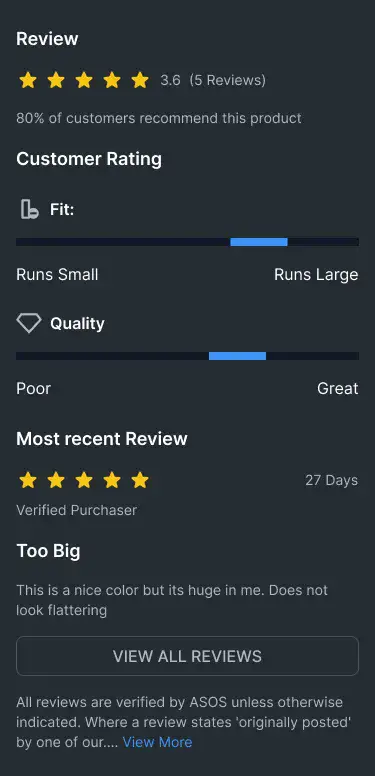 Review
3.6 (5 Reviews)
80% of customers recommend this product
Customer Rating
Fit:
Runs Small Runs Large
Quality
Poor Great
Most recent Review
27 Days
Verified Purchaser
Too Big
This is a nice color but its huge in me. Does not
look flattering
VIEW ALL REVIEWS
All reviews are verified by ASOS unless otherwise
indicated. Where a review states 'originally posted'
by one of our.... View More